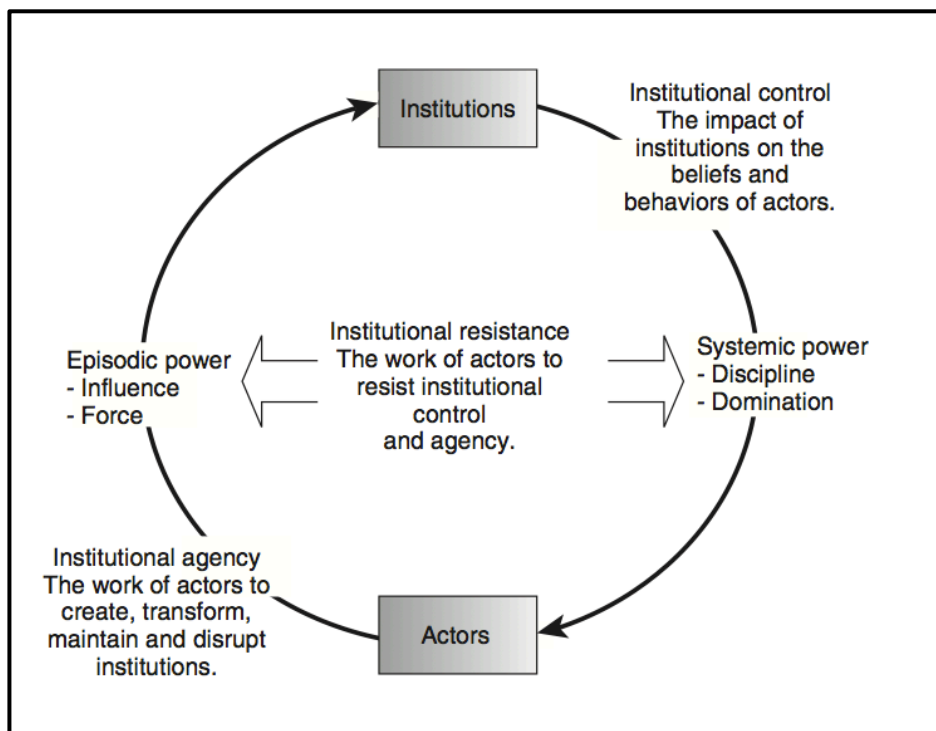 Institutions
Institutional control
The impact of
institutions on the
beliefs and
behaviors of actors.
Episodic power
- Influence
- Force
Institutional resistance
The work of actors to
resist institutional
control
and agency.
Systemic power
- Discipline
- Domination
Institutional agency
The work of actors to
create, transform,
maintain and disrupt
institutions.
Actors